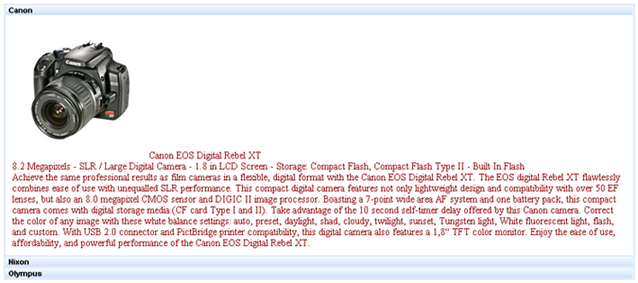 Canon
Canon
Canon EOS Digital Rebel XT
8.2 Megapixels - SLR / Large Digital Camera - 1.8 in LCD Screen - Storage: Compact Flash, Compact Flash Type II - Built In Flash
Achieve the same professional results as film cameras in a flexible, digital format with the Canon EOS Digital Rebel XT. The EOS digital Rebel XT flawlessly
combines ease of use with unequalled SLR performance. This compact digital camera features not only lightweight design and compatibility with over 50 EF
lenses, but also an 8.0 megapixel CMOS sensor and DIGIC II image processor. Boasting a 7-point wide area AF system and one battery pack, this compact
camera comes with digital storage media (CF card Type I and II). Take advantage of the 10 second self-timer delay offered by this Canon camera. Correct
the color of any image with these white balance settings: auto, preset, daylight, shad, cloudy, twilight, sunset, Tungsten light, White fluorescent light, flash,
and custom. With USB 2.0 connector and PictBridge printer compatibility, this digital camera also features a 1,8" TFT color monitor. Enjoy the ease of use,
affordability, and powerful performance of the Canon EOS Digital Rebel XT.
Nixon
Olympus